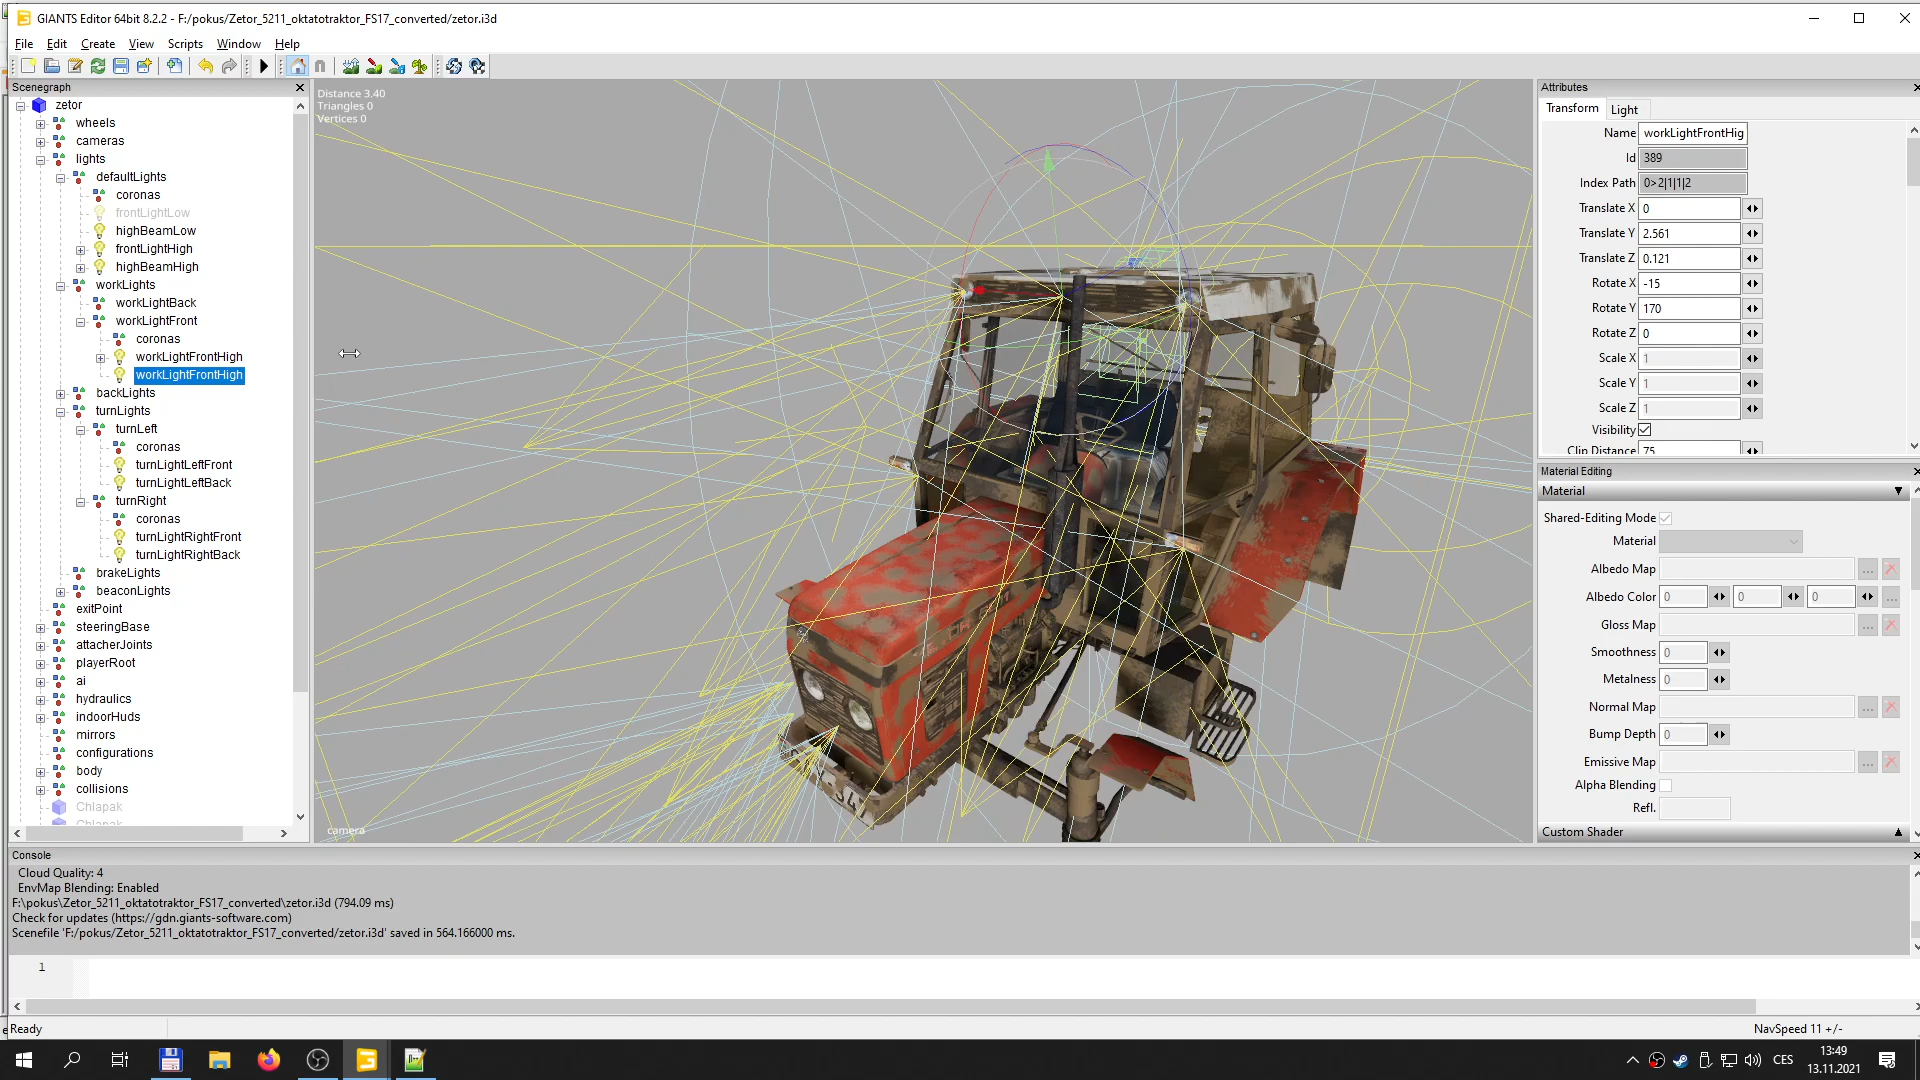 GIANTS Editor 64bit 8.2.2 - F:/pokus/Zetor_5211_oktatotraktor_FS17_converted/zetor.i3d
File Edit Create View Scripts Window Help
Scenegraph
zetor
wheels
cameras
lights
defaultLights
coronas
frontLightLow
highBeamLow
frontLightHigh
highBeamHigh
workLights
workLightBack
workLightFront
coronas
workLightFrontHigh
workLightFrontHigh
backLights
turnLights
turnLeft
coronas
turnLightLeftFront
turnLightLeftBack
turnRight
coronas
turnLightRightFront
turnLightRightBack
brakeLights
beaconLights
exitPoint
steeringBase
attacherJoints
playerRoot
ai
hydraulics
indoorHuds
mirrors
configurations
body
collisions
Chlapak
Chlapak
Distance 3.40
Triangles 0
Vertices 0
camera
Attributes
Transform Light
Name workLightFrontHig
Id 389
Index Path 0>2|1|1|2
Translate X 0
Translate Y 2.561
Translate Z 0.121
Rotate X -15
Rotate Y 170
Rotate Z 0
Scale X 1
Scale Y 1
Scale Z 1
Visibility
Clip Distance 75
Material Editing
Material
Shared-Editing Mode
Material
Albedo Map ...
Albedo Color 0 0 0 ...
Gloss Map ...
Smoothness 0
Metalness 0
Normal Map ...
Bump Depth 0
Emissive Map ...
Alpha Blending
Refl.
Custom Shader
Console
Cloud Quality: 4
EnvMap Blending: Enabled
F:\pokus\Zetor_5211_oktatotraktor_FS17_converted\zetor.i3d (794.09 ms)
Check for updates (https://gdn.giants-software.com)
Scenefile 'F:/pokus/Zetor_5211_oktatotraktor_FS17_converted/zetor.i3d' saved in 564.166000 ms.
1
Ready
NavSpeed 11 +/-
CES
13:49
13.11.2021